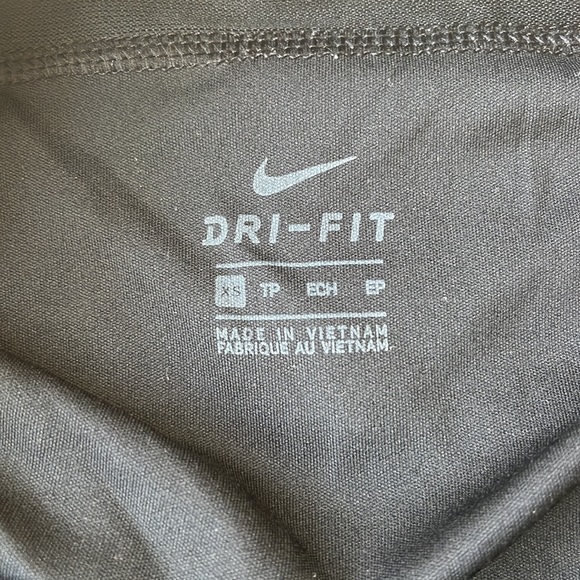 DRI-FIT
XS TP ECH EP
MADE IN VIETNAM
FABRIQUE AU VIETNAM